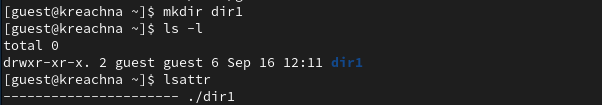 [guest@kreachna ~]$ mkdir dir1
[guest@kreachna ~]$ ls -l
total 0
drwxr-xr-x. 2 guest guest 6 Sep 16 12:11 dir1
[guest@kreachna ~]$ lsattr
---------------------- ./dir1